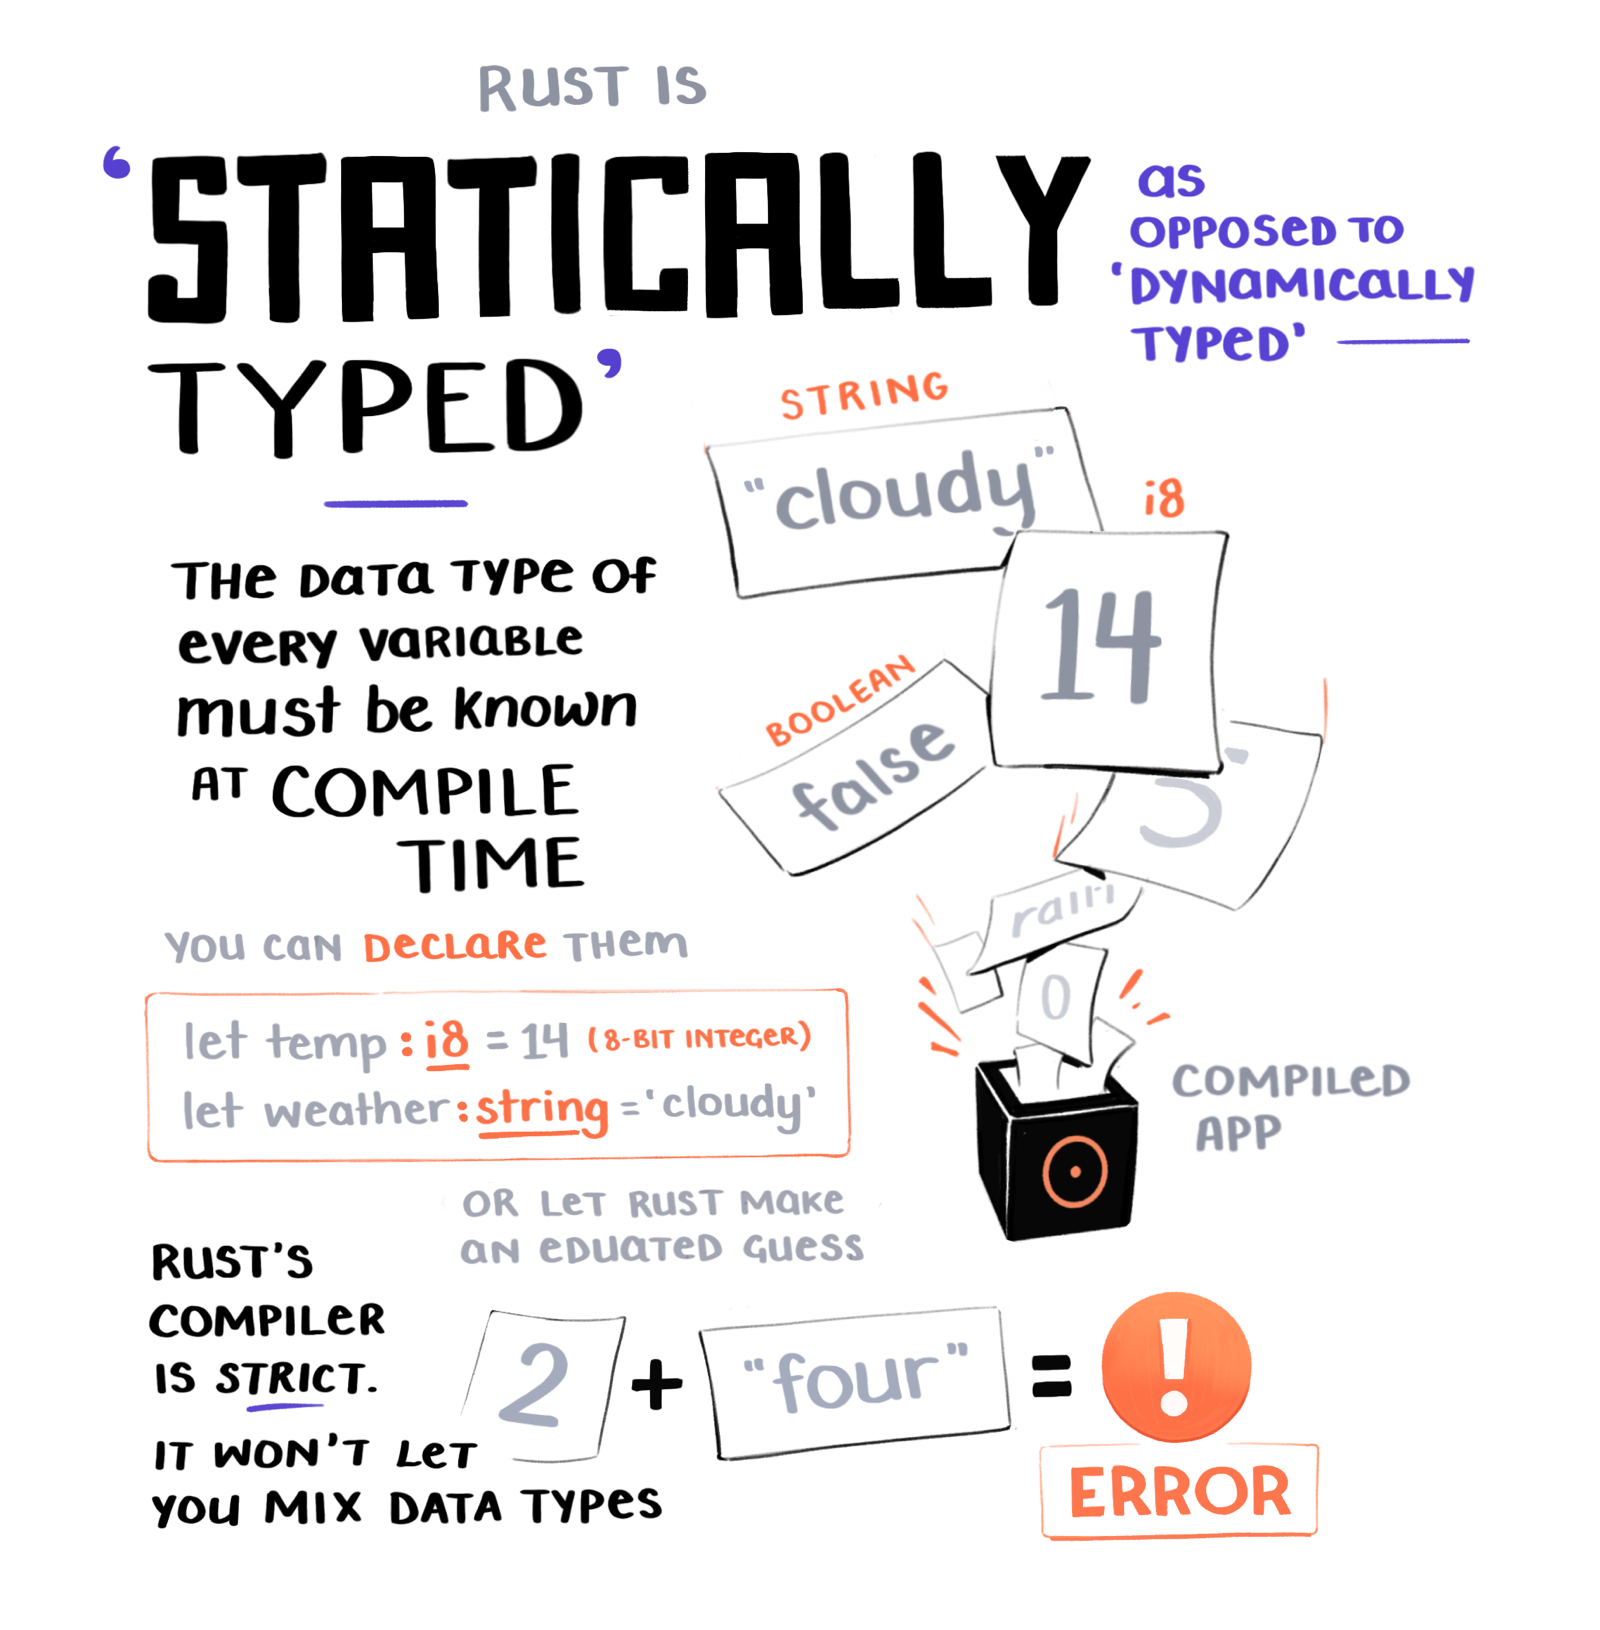 RUST IS
‘STATICALLY
TYPED’
as
OPPOSED TO
‘DYNAMICALLY
TYPED’
THE DATA TYPE OF
EVERY VARIABLE
must be known
AT COMPILE
TIME
STRING
“cloudy”
i8
14
BOOLEAN
false
5
rain
0
COMPILED
APP
YOU CAN DECLARE THEM
let temp : i8 = 14 (8-BIT INTEGER)
let weather : string = ‘cloudy’
OR LET RUST MAKE
AN EDUATED GUESS
RUST’S
COMPILER
IS STRICT.
IT WON’T LET
YOU MIX DATA TYPES
2 + “four” = !
ERROR